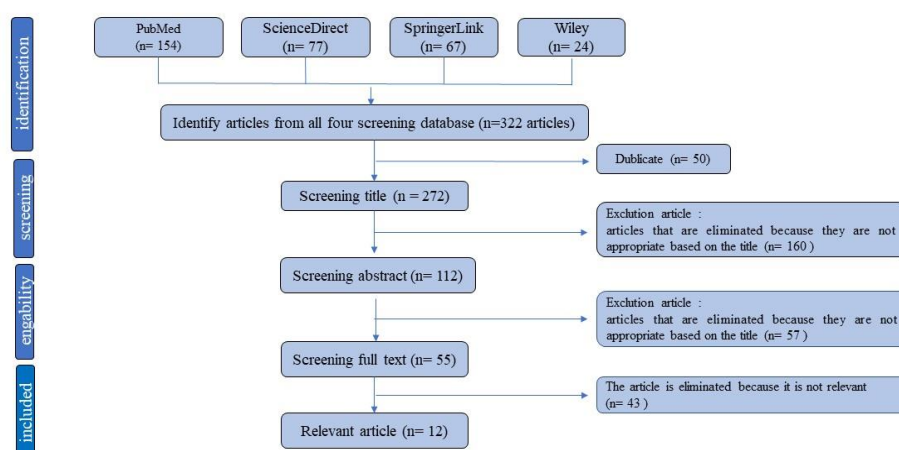 identification
PubMed
(n= 154)
ScienceDirect
(n= 77)
SpringerLink
(n= 67)
Wiley
(n= 24)
Identify articles from all four screening database (n=322 articles)
Dublicate (n= 50)
screening
Screening title (n = 272)
Exclution article :
articles that are eliminated because they are not
appropriate based on the title (n= 160 )
Screening abstract (n= 112)
engability
Exclution article :
articles that are eliminated because they are not
appropriate based on the title (n= 57 )
Screening full text (n= 55)
included
The article is eliminated because it is not relevant
(n= 43 )
Relevant article (n= 12)